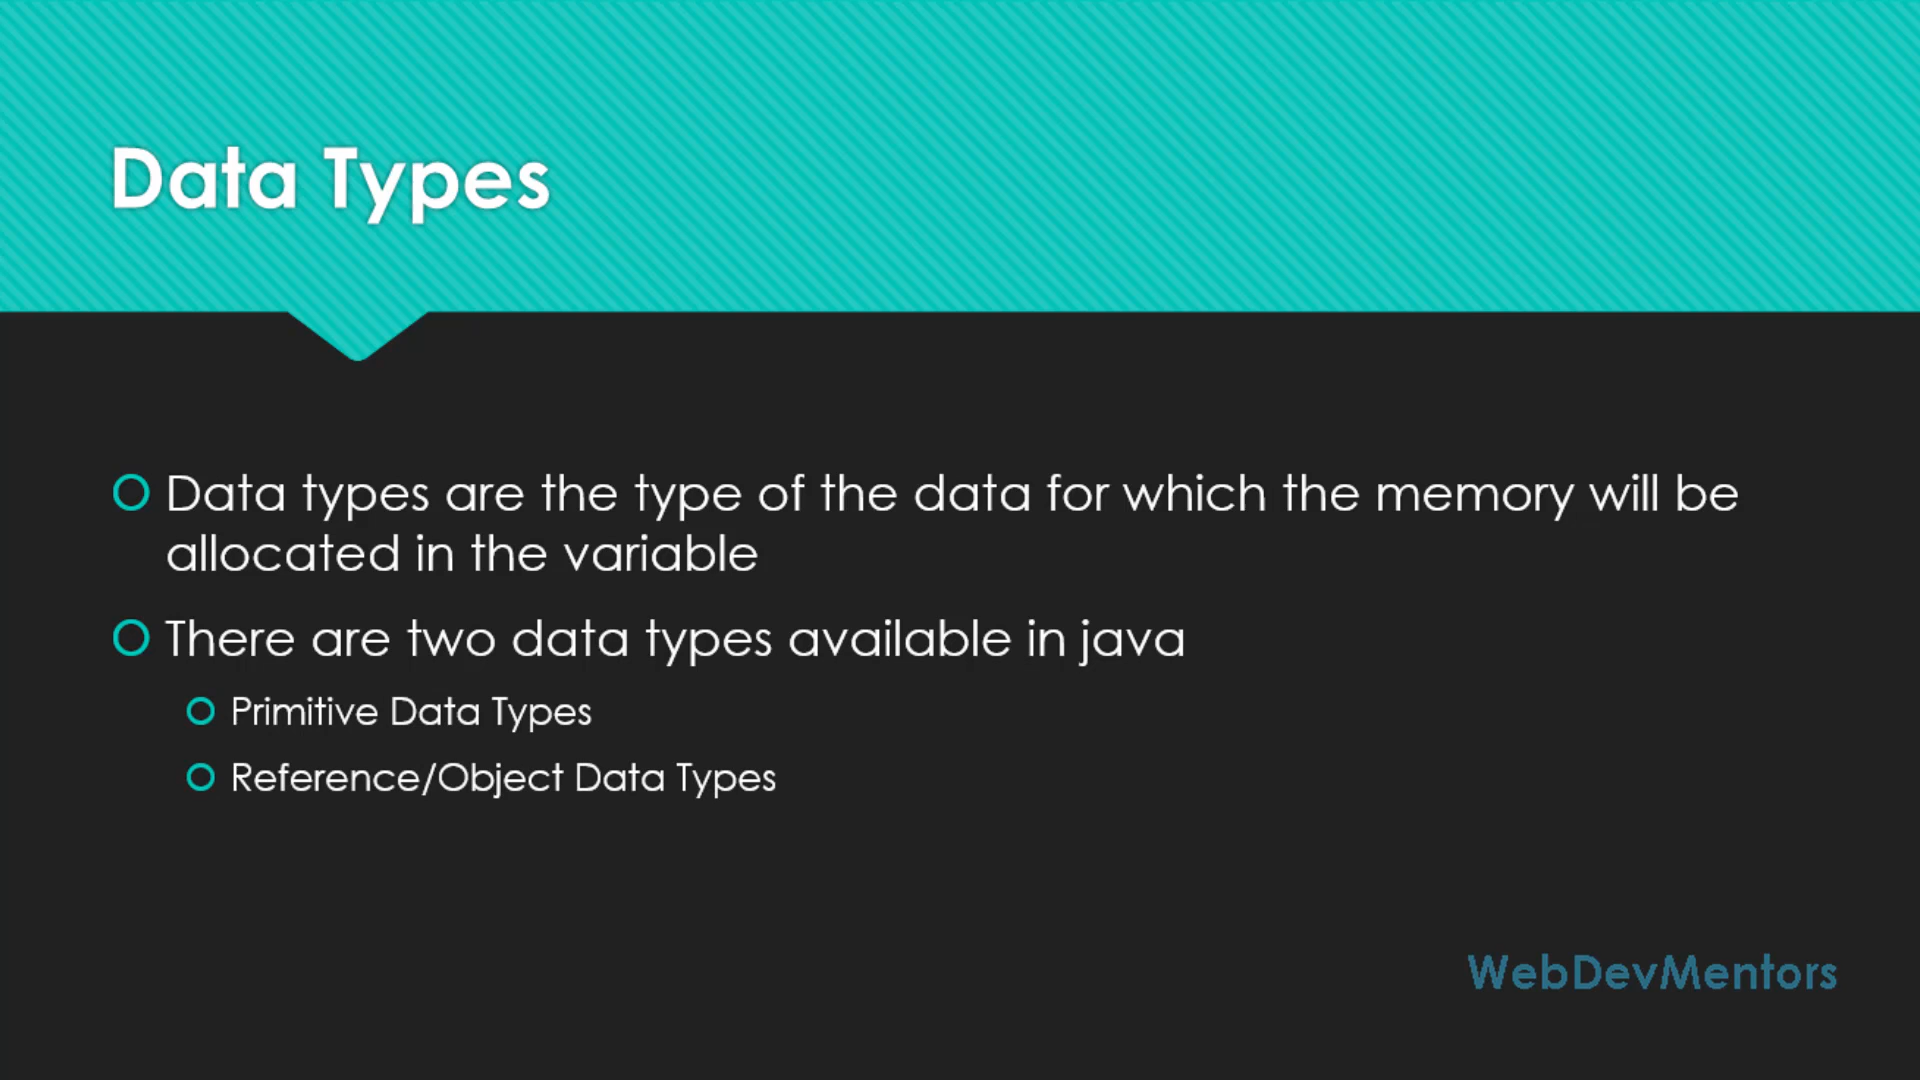 Data Types
Data types are the type of the data for which the memory will be
allocated in the variable
There are two data types available in java
Primitive Data Types
Reference/Object Data Types
WebDevMentors